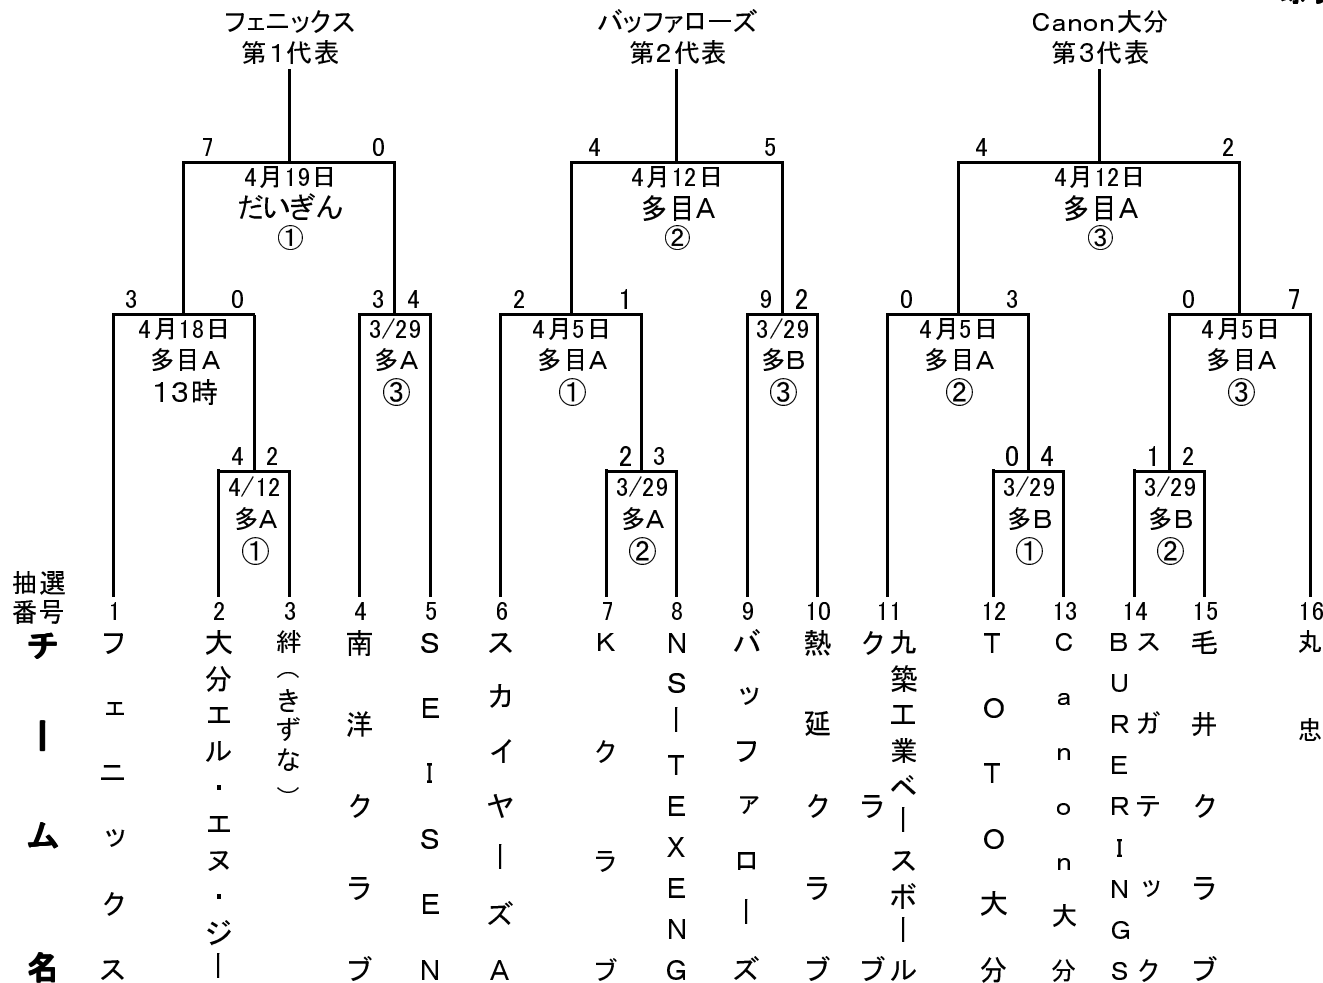 フェニックス バッファローズ Canon大分
第1代表 第2代表 第3代表
7 0 4 5 4 2
4月19日 4月12日 4月12日
だいぎん 多目A 多目A
① ② ③
3 0 3 4 2 1 9 2 0 3 0 7
4月18日 3/29 4月5日 3/29 4月5日 4月5日
多目A 多A 多目A 多B 多目A 多目A
13時 ③ ① ③ ② ③
4 2 2 3 0 4 1 2
4/12 3/29 3/29 3/29
多A 多A 多B 多B
① ② ① ②
抽選
番号 1 2 3 4 5 6 7 8 9 10 11 12 13 14 15 16
チーム名
フェニックス
大分エル・エヌ・ジー
絆(きずな)
南洋クラブ
SEISEN
スカイヤーズA
Kクラブ
NSーTEXENG
バッファローズ
熱延クラブ
九築工業ベースボール
クラブ
TOTO大分
Canon大分
スガテック
BURERINGS
毛井クラブ
丸忠